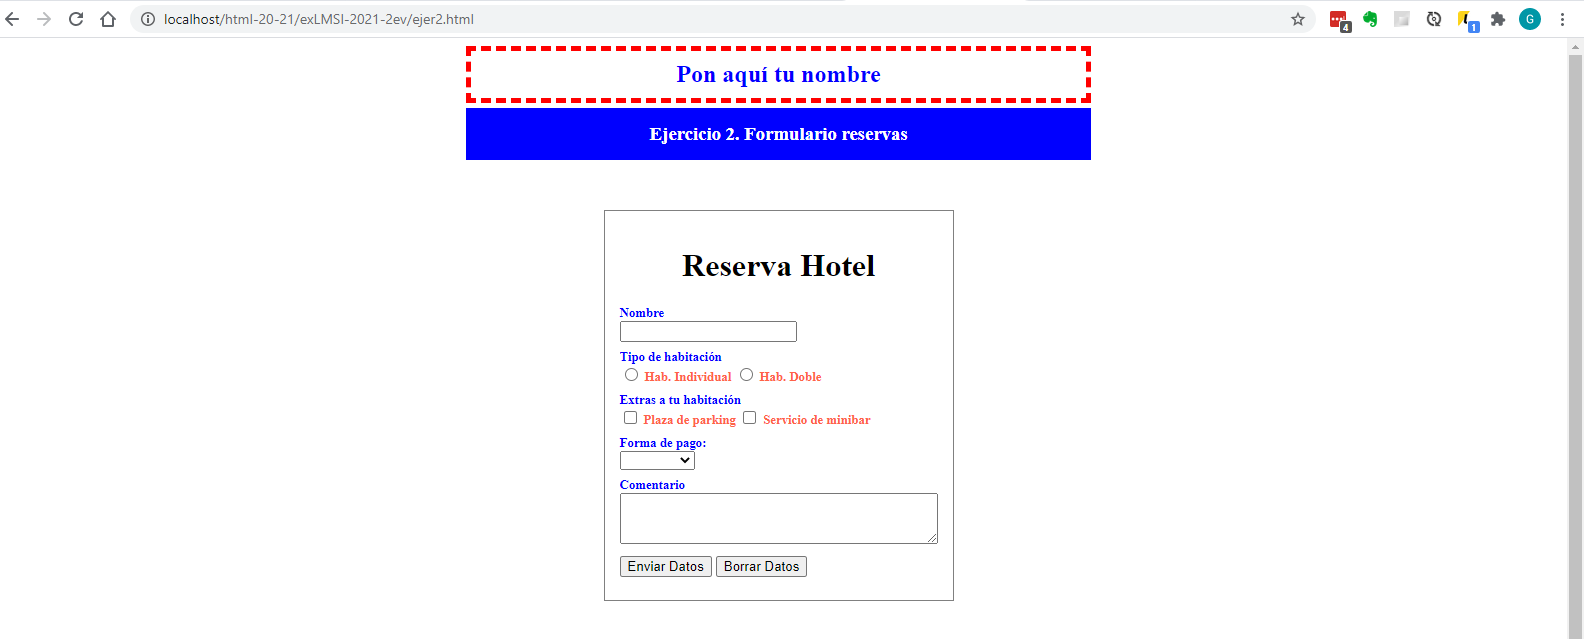 localhost/html-20-21/exLMSI-2021-2ev/ejer2.html
4
1
G
Pon aquí tu nombre
Ejercicio 2. Formulario reservas
Reserva Hotel
Nombre
Tipo de habitación
Hab. Individual Hab. Doble
Extras a tu habitación
Plaza de parking Servicio de minibar
Forma de pago:
Comentario
Enviar Datos Borrar Datos